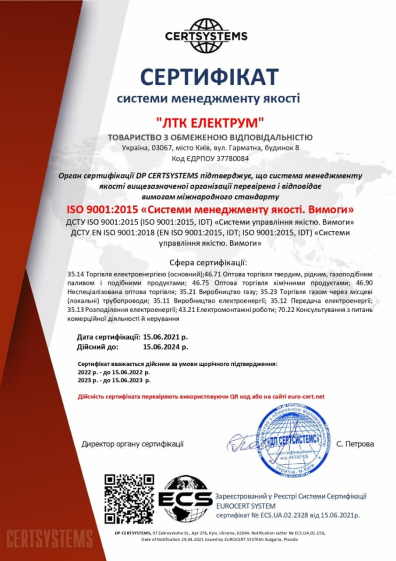 CERTSYSTEMS
СЕРТИФІКАТ
системи менеджменту якості
"ЛТК ЕЛЕКТРУМ"
ТОВАРИСТВО З ОБМЕЖЕНОЮ ВІДПОВІДАЛЬНІСТЮ
Україна, 03067, місто Київ, вул. Гарматна, будинок 8
Код ЄДРПОУ 37780084
Орган сертифікації DP CERTSYSTEMS підтверджує, що система менеджменту
якості вищезазначеної організації перевірена і відповідає
вимогам міжнародного стандарту
ISO 9001:2015 «Системи менеджменту якості. Вимоги»
ДСТУ ISO 9001:2015 (ISO 9001:2015, IDT) «Системи управління якістю. Вимоги»
ДСТУ EN ISO 9001:2018 (EN ISO 9001:2015, IDT; ISO 9001:2015, IDT) «Системи
управління якістю. Вимоги»
Сфера сертифікації:
35.14 Торгівля електроенергією (основний);46.71 Оптова торгівля твердим, рідким, газоподібним
паливом і подібними продуктами; 46.75 Оптова торгівля хімічними продуктами; 46.90
Неспеціалізована оптова торгівля; 35.21 Виробництво газу; 35.23 Торгівля газом через місцеві
(локальні) трубопроводи; 35.11 Виробництво електроенергії; 35.12 Передача електроенергії;
35.13 Розподілення електроенергії; 43.21 Електромонтажні роботи; 70.22 Консультування з питань
комерційної діяльності й керування
Дата сертифікації: 15.06.2021 р.
Дійсний до: 15.06.2024 р.
Сертифікат вважається дійсним за умови щорічного підтвердження:
2022 р. - до 15.06.2022 р.
2023 р. - до 15.06.2023 р.
Дійсність сертифіката перевіряють використовуючи QR код або на сайті euro-cert.net
Директор органу сертифікації
«ДП СЕРТСИСТЕМС»
С. Петрова
ECS
Зареєстрований у Реєстрі Системи Сертифікації
EUROCERT SYSTEM
сертифікат № ECS.UA.02.2328 від 15.06.2021р.
CERTSYSTEMS
DP CERTSYSTEMS, 97 Zabrovskoho St., Apt 378, Kyiv, Ukraine, 02084. Notification Letter № ECS.UA.01.158,
Date of Notification 29.04.2021 issued by EUROCERT SYSTEM: Bulgaria, Plovdiv